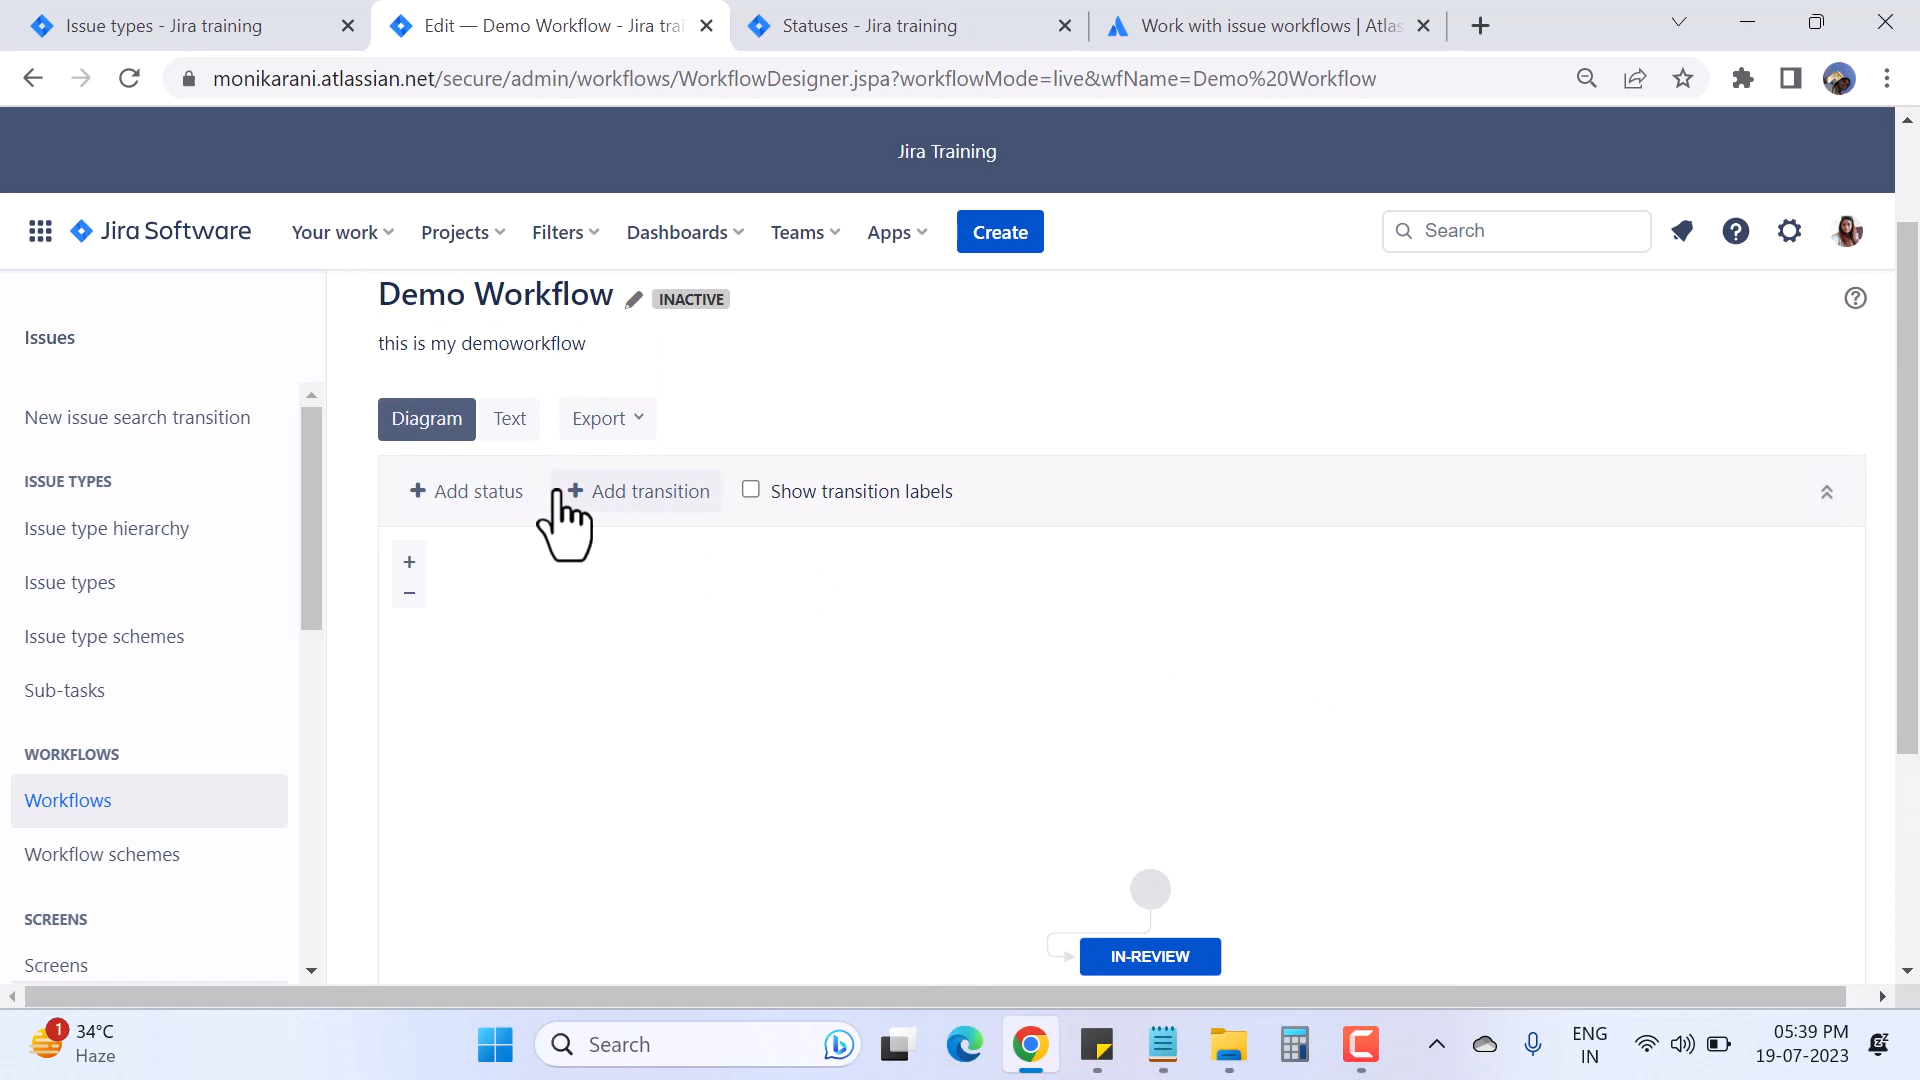 Issue types - Jira training
Edit — Demo Workflow - Jira trai
Statuses - Jira training
Work with issue workflows | Atlas
monikarani.atlassian.net/secure/admin/workflows/WorkflowDesigner.jspa?workflowMode=live&wfName=Demo%20Workflow
Jira Training
Jira Software
Your work
Projects
Filters
Dashboards
Teams
Apps
Create
Search
Issues
New issue search transition
ISSUE TYPES
Issue type hierarchy
Issue types
Issue type schemes
Sub-tasks
WORKFLOWS
Workflows
Workflow schemes
SCREENS
Screens
Demo Workflow INACTIVE
this is my demoworkflow
Diagram Text Export
+ Add status + Add transition Show transition labels
+
−
IN-REVIEW
1 34°C
Haze
Search
ENG
IN
05:39 PM
19-07-2023